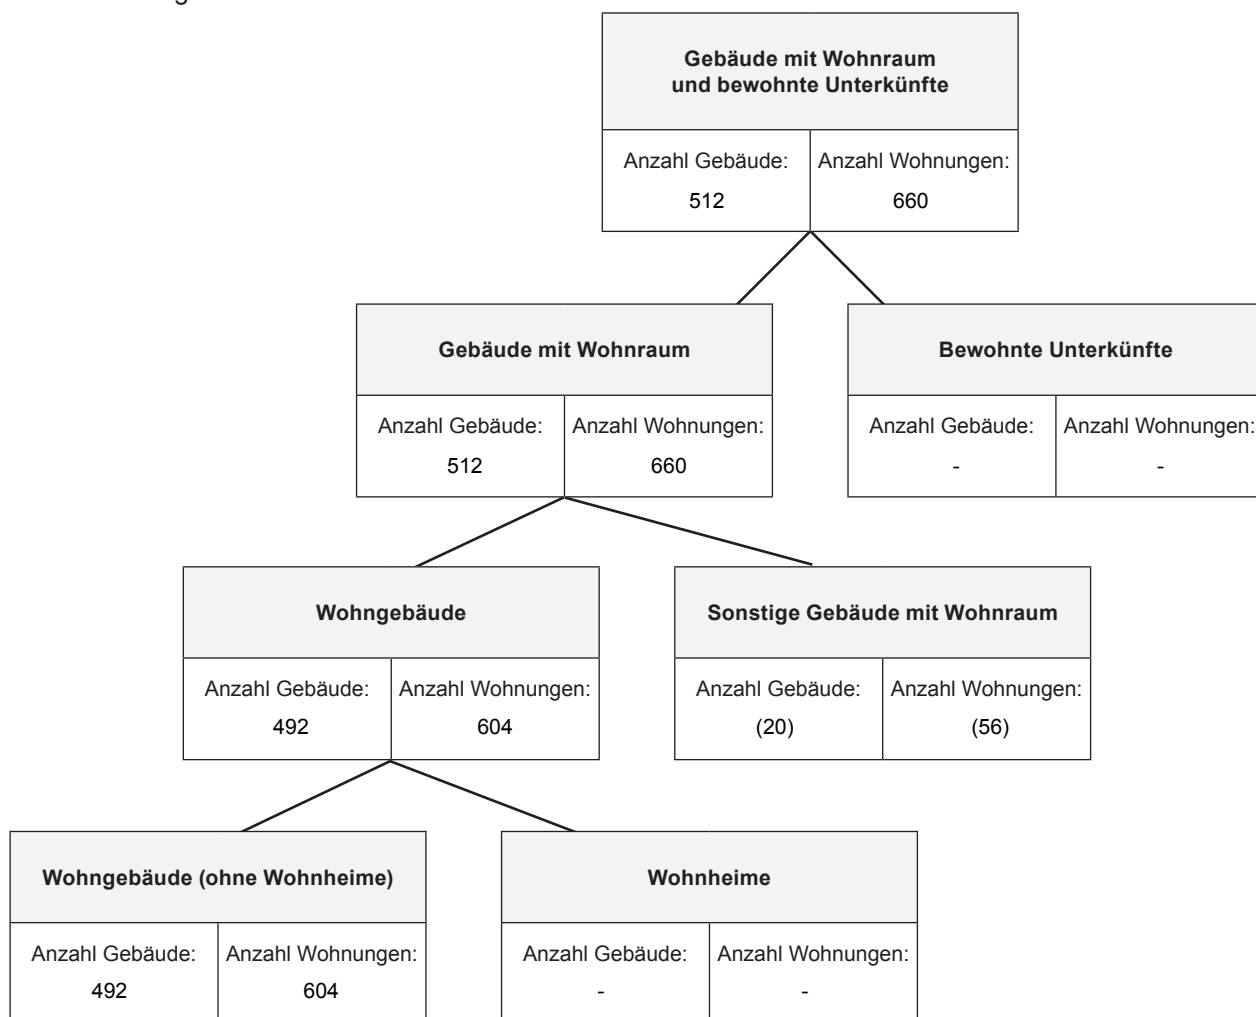 Gebäude mit Wohnraum
und bewohnte Unterkünfte
Anzahl Gebäude: Anzahl Wohnungen:
512 660
Gebäude mit Wohnraum
Anzahl Gebäude: Anzahl Wohnungen:
512 660
Bewohnte Unterkünfte
Anzahl Gebäude: Anzahl Wohnungen:
- -
Wohngebäude
Anzahl Gebäude: Anzahl Wohnungen:
492 604
Sonstige Gebäude mit Wohnraum
Anzahl Gebäude: Anzahl Wohnungen:
(20) (56)
Wohngebäude (ohne Wohnheime)
Anzahl Gebäude: Anzahl Wohnungen:
492 604
Wohnheime
Anzahl Gebäude: Anzahl Wohnungen:
- -